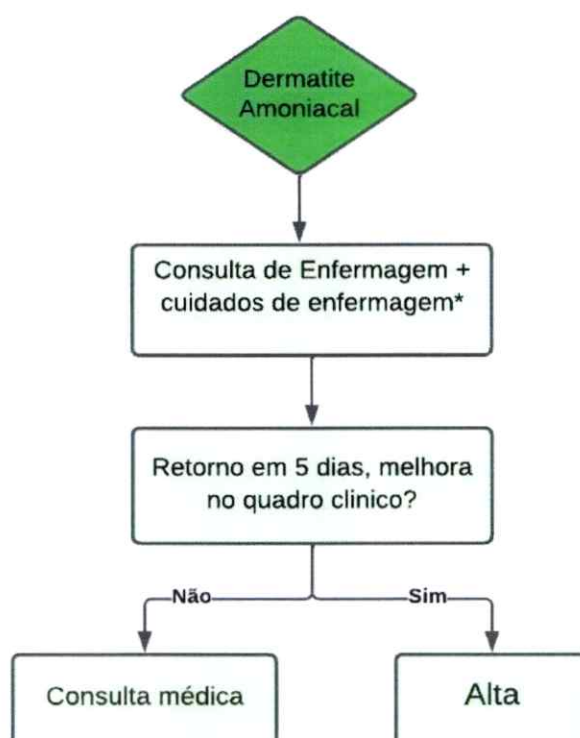 Dermatite
Amoniacal
Consulta de Enfermagem +
cuidados de enfermagem*
Retorno em 5 dias, melhora
no quadro clinico?
Não
Sim
Consulta médica
Alta